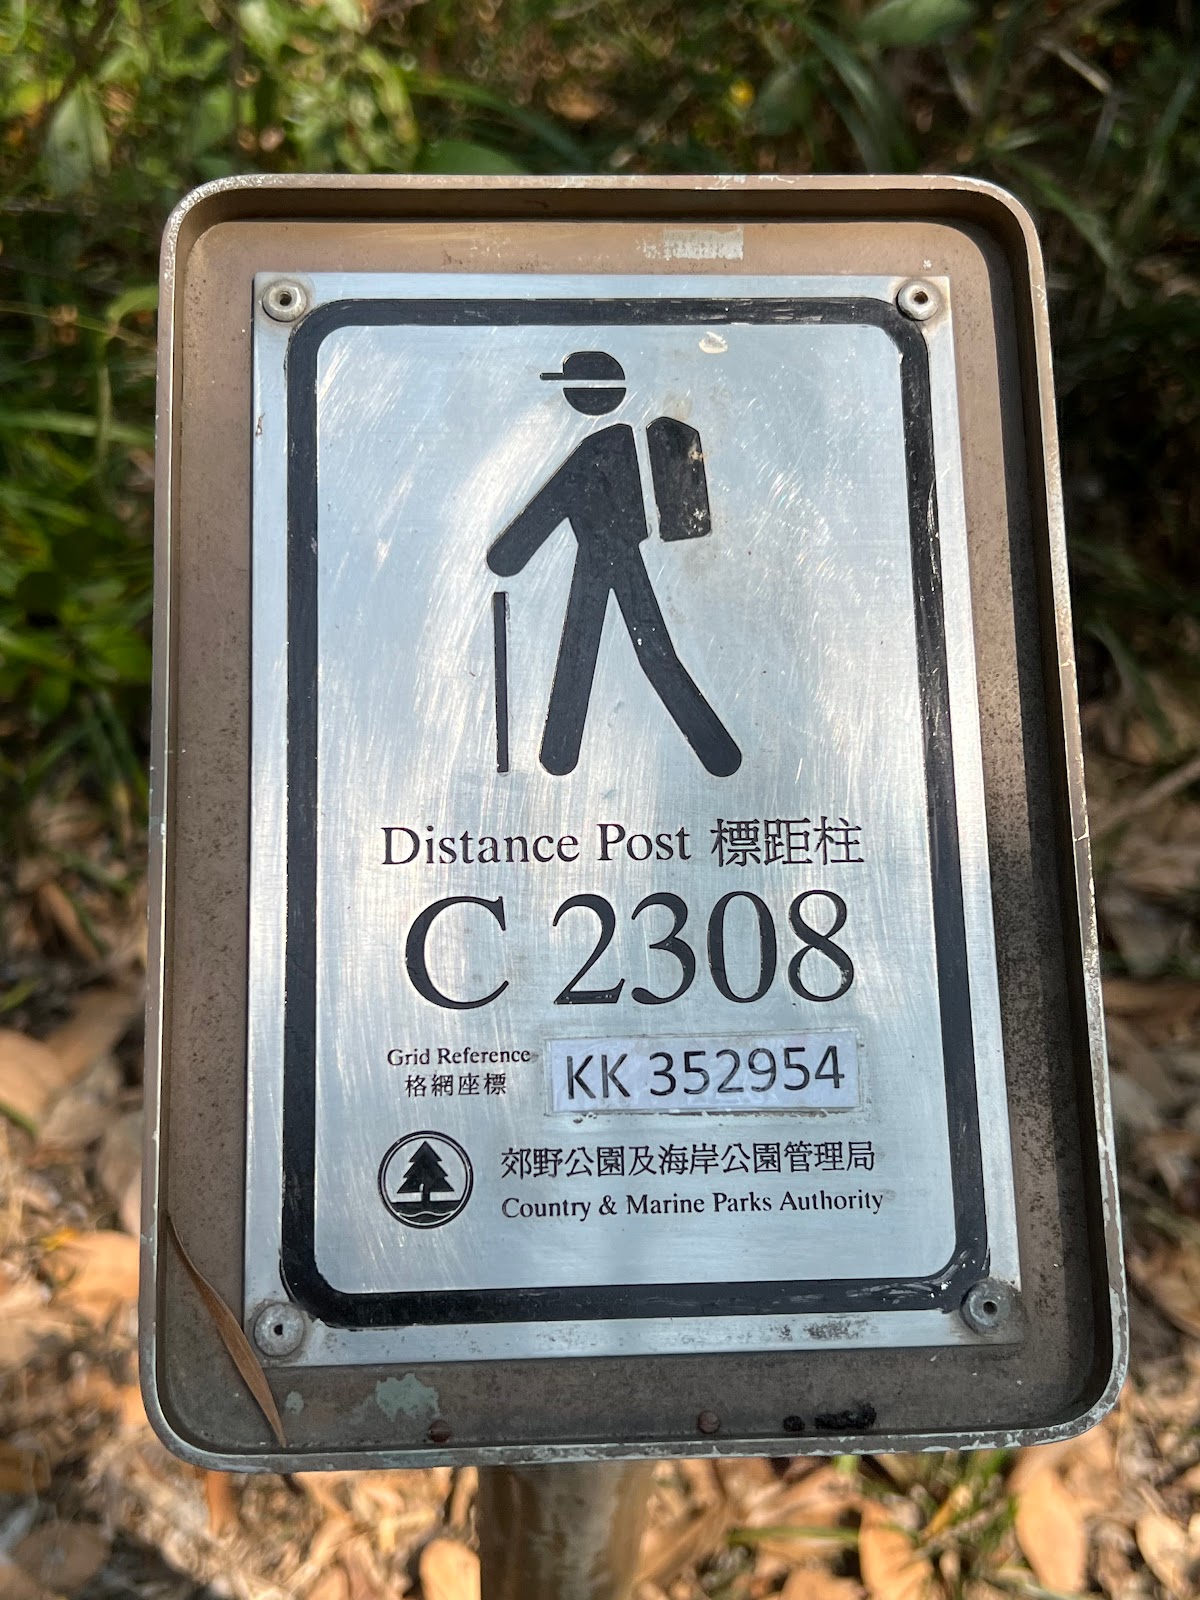 Distance Post 標距柱
C 2308
Grid Reference KK 352954
格網座標
郊野公園及海岸公園管理局
Country & Marine Parks Authority